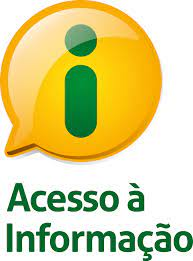 i
Acesso à
Informação